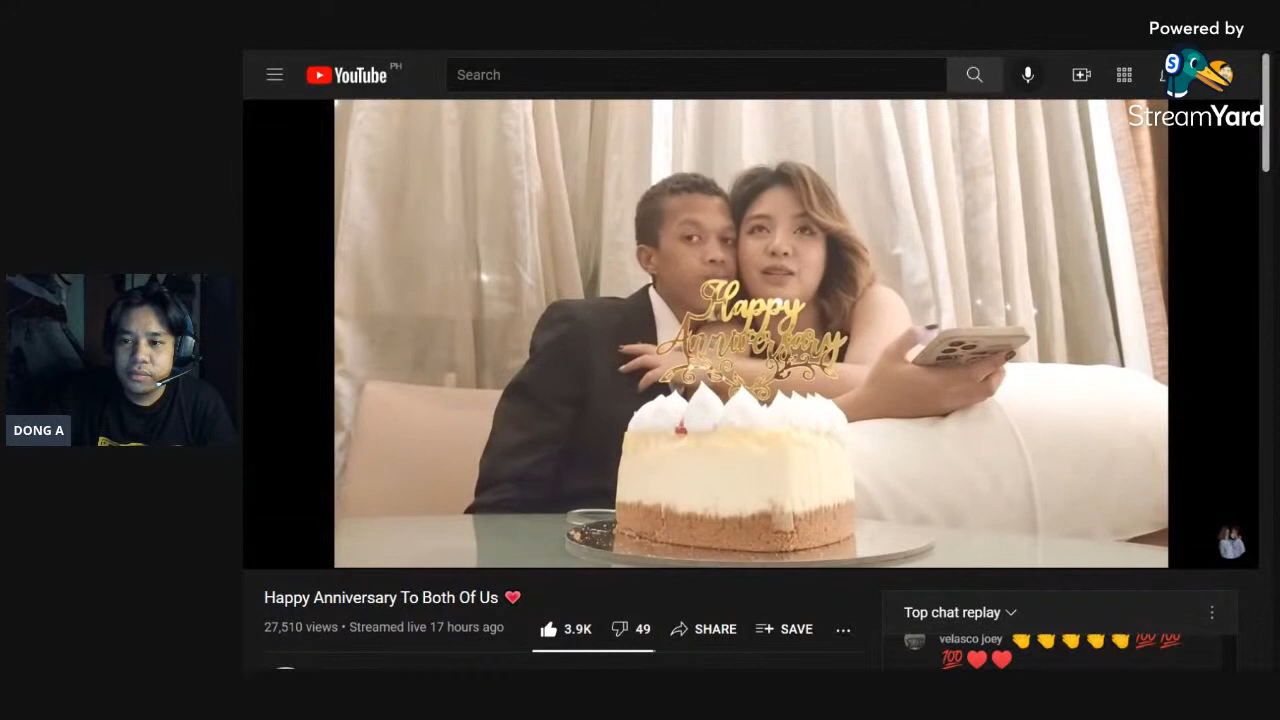 Powered by
StreamYard
YouTube PH
Search
Happy
Anniversary
DONG A
Happy Anniversary To Both Of Us
27,510 views • Streamed live 17 hours ago
3.9K
49
SHARE
SAVE
Top chat replay
velasco joey